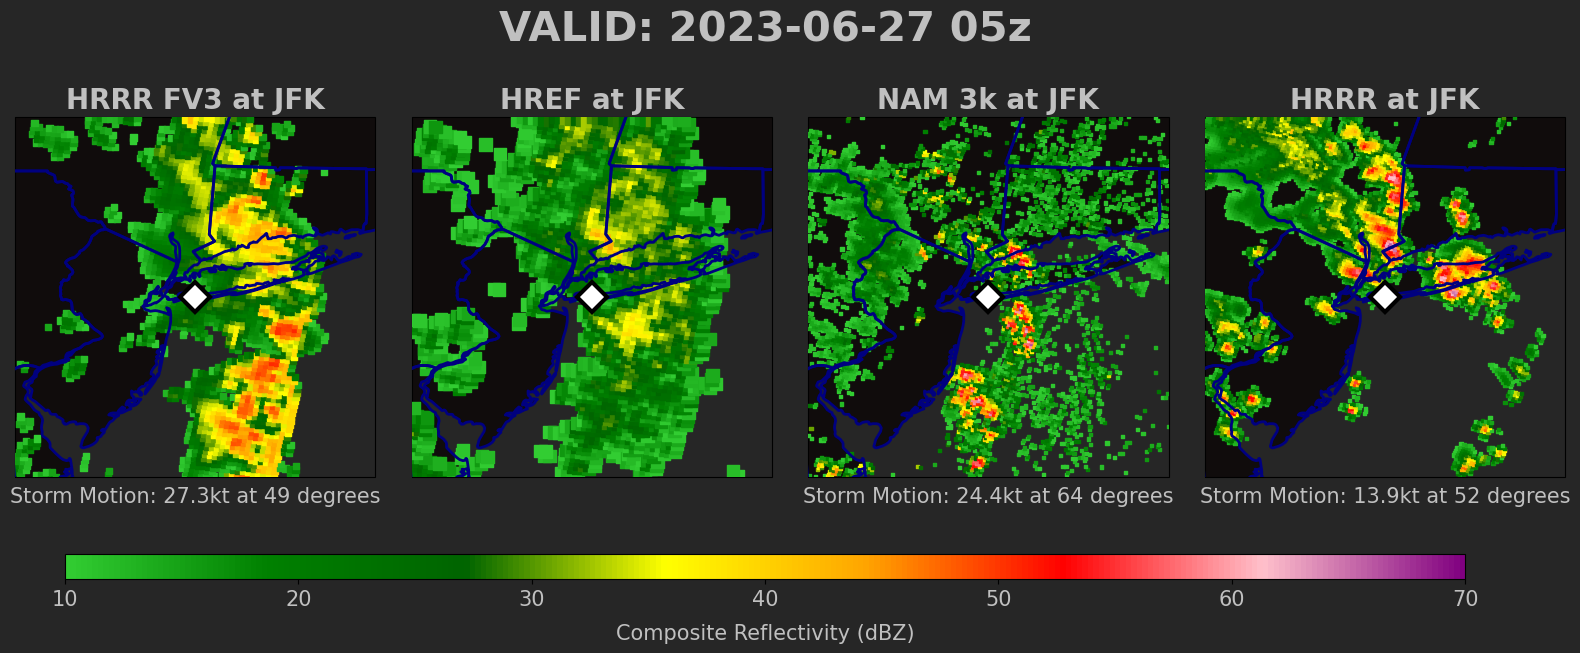 VALID: 2023-06-27 05z
HRRR FV3 at JFK
HREF at JFK
NAM 3k at JFK
HRRR at JFK
Storm Motion: 27.3kt at 49 degrees
Storm Motion: 24.4kt at 64 degrees
Storm Motion: 13.9kt at 52 degrees
10 20 30 40 50 60 70
Composite Reflectivity (dBZ)